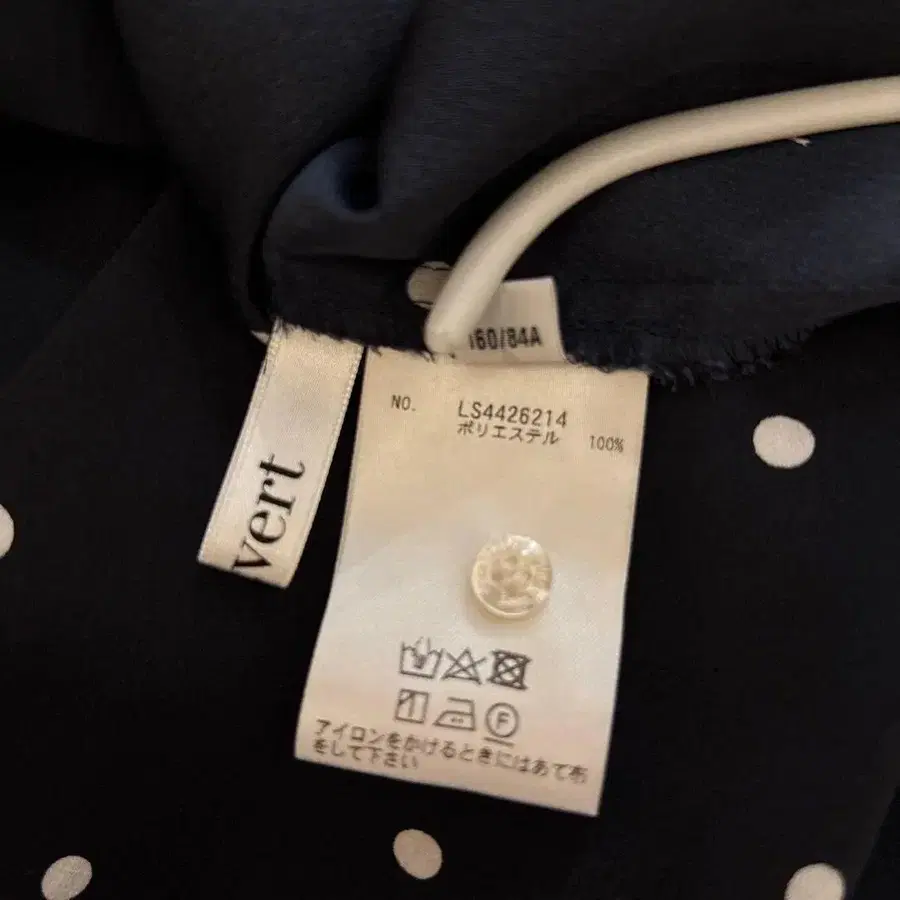 160/84A
NO. LS4426214
ポリエステル 100%
vert
F
アイロンをかけるときにはあて布
をして下さい